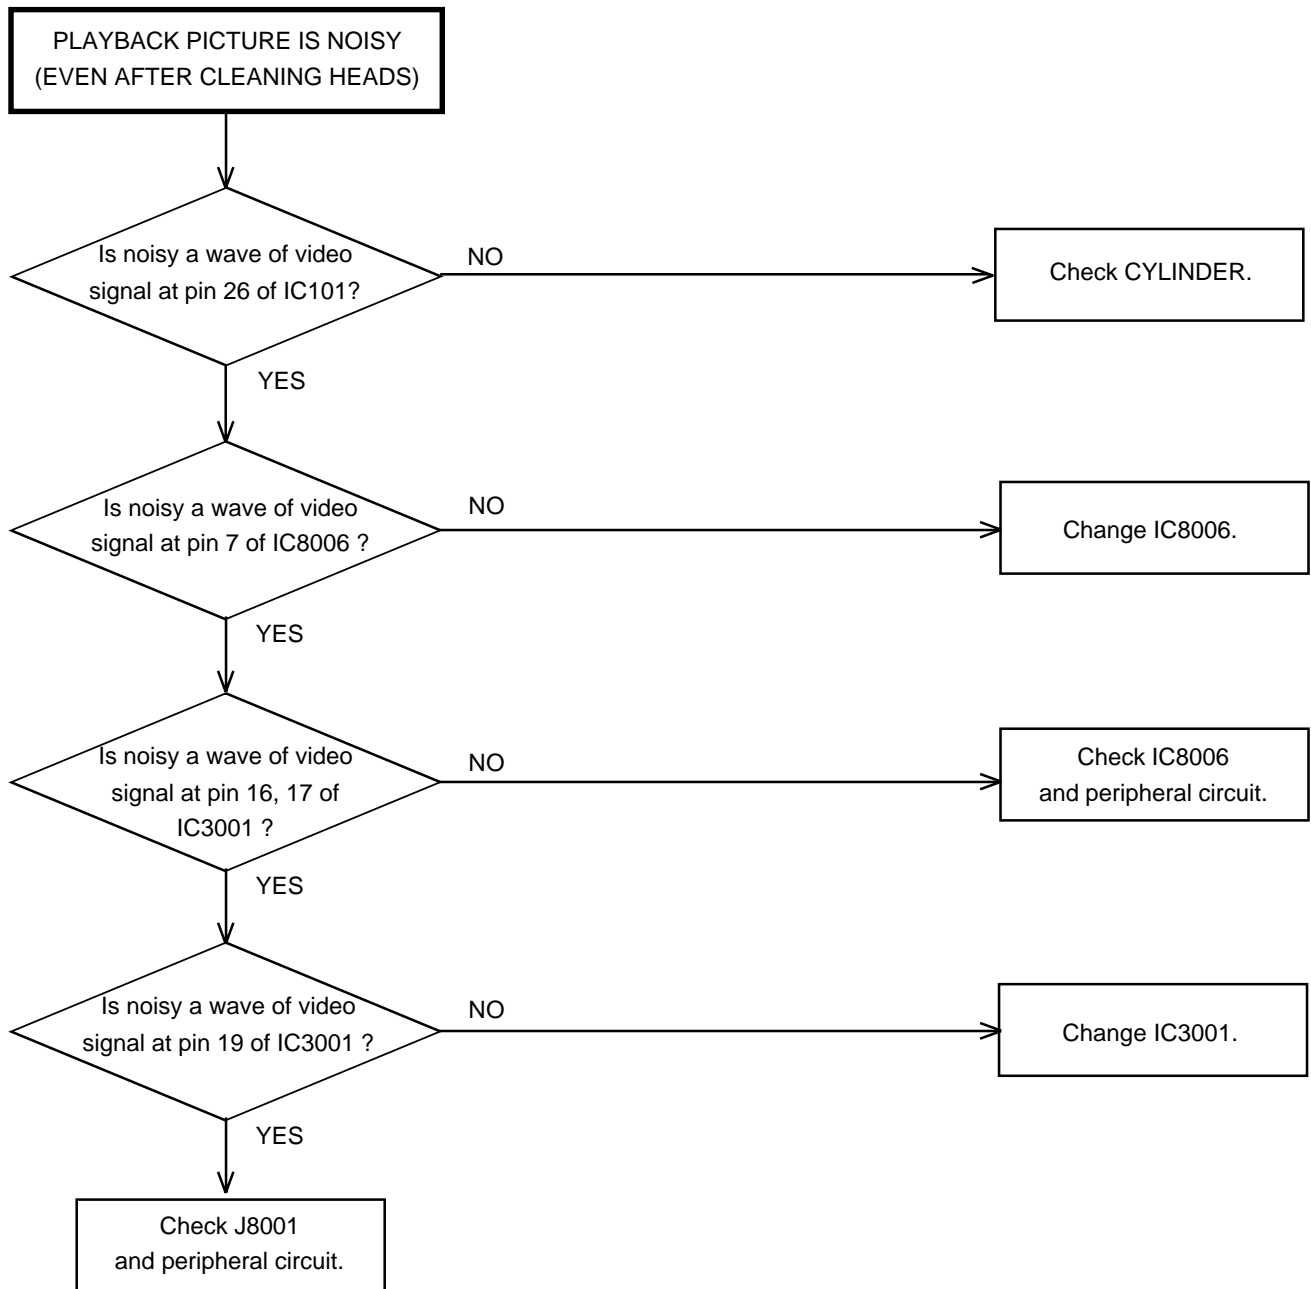 PLAYBACK PICTURE IS NOISY
(EVEN AFTER CLEANING HEADS)
Is noisy a wave of video
signal at pin 26 of IC101?
NO
Check CYLINDER.
YES
Is noisy a wave of video
signal at pin 7 of IC8006 ?
NO
Change IC8006.
YES
Is noisy a wave of video
signal at pin 16, 17 of
IC3001 ?
NO
Check IC8006
and peripheral circuit.
YES
Is noisy a wave of video
signal at pin 19 of IC3001 ?
NO
Change IC3001.
YES
Check J8001
and peripheral circuit.